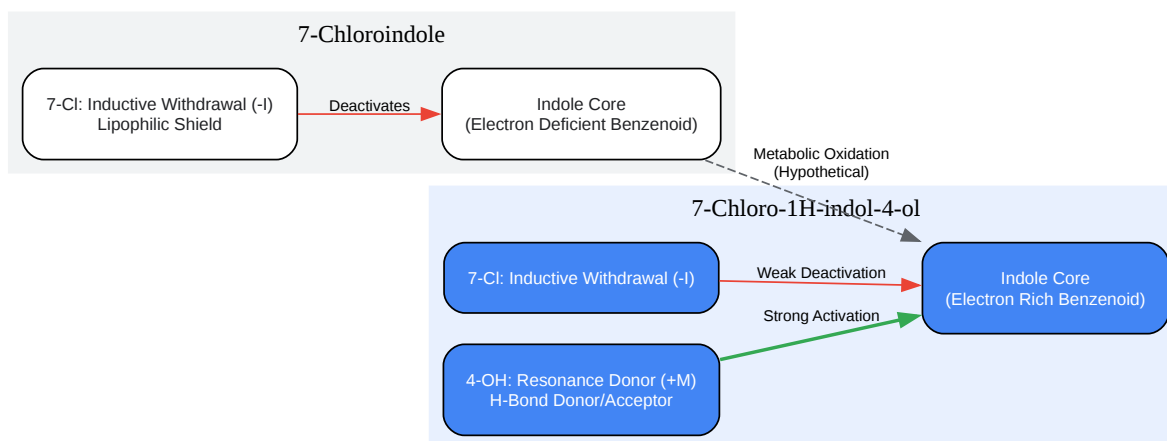 7-Chloroindole
7-Cl: Inductive Withdrawal (-I)
Lipophilic Shield
Deactivates
Indole Core
(Electron Deficient Benzenoid)
Metabolic Oxidation
(Hypothetical)
7-Chloro-1H-indol-4-ol
7-Cl: Inductive Withdrawal (-I)
Weak Deactivation
Indole Core
(Electron Rich Benzenoid)
Strong Activation
4-OH: Resonance Donor (+M)
H-Bond Donor/Acceptor